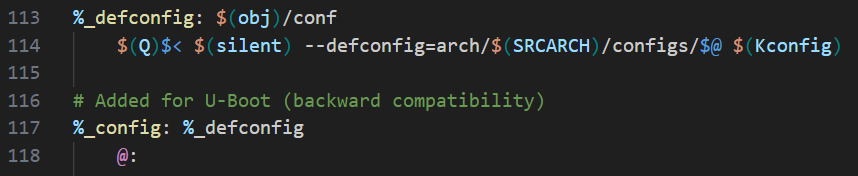 113 %_defconfig: $(obj)/conf
114 $(Q)$< $(silent) --defconfig=arch/$(SRCARCH)/configs/$@ $(Kconfig)
115
116 # Added for U-Boot (backward compatibility)
117 %_config: %_defconfig
118 @: